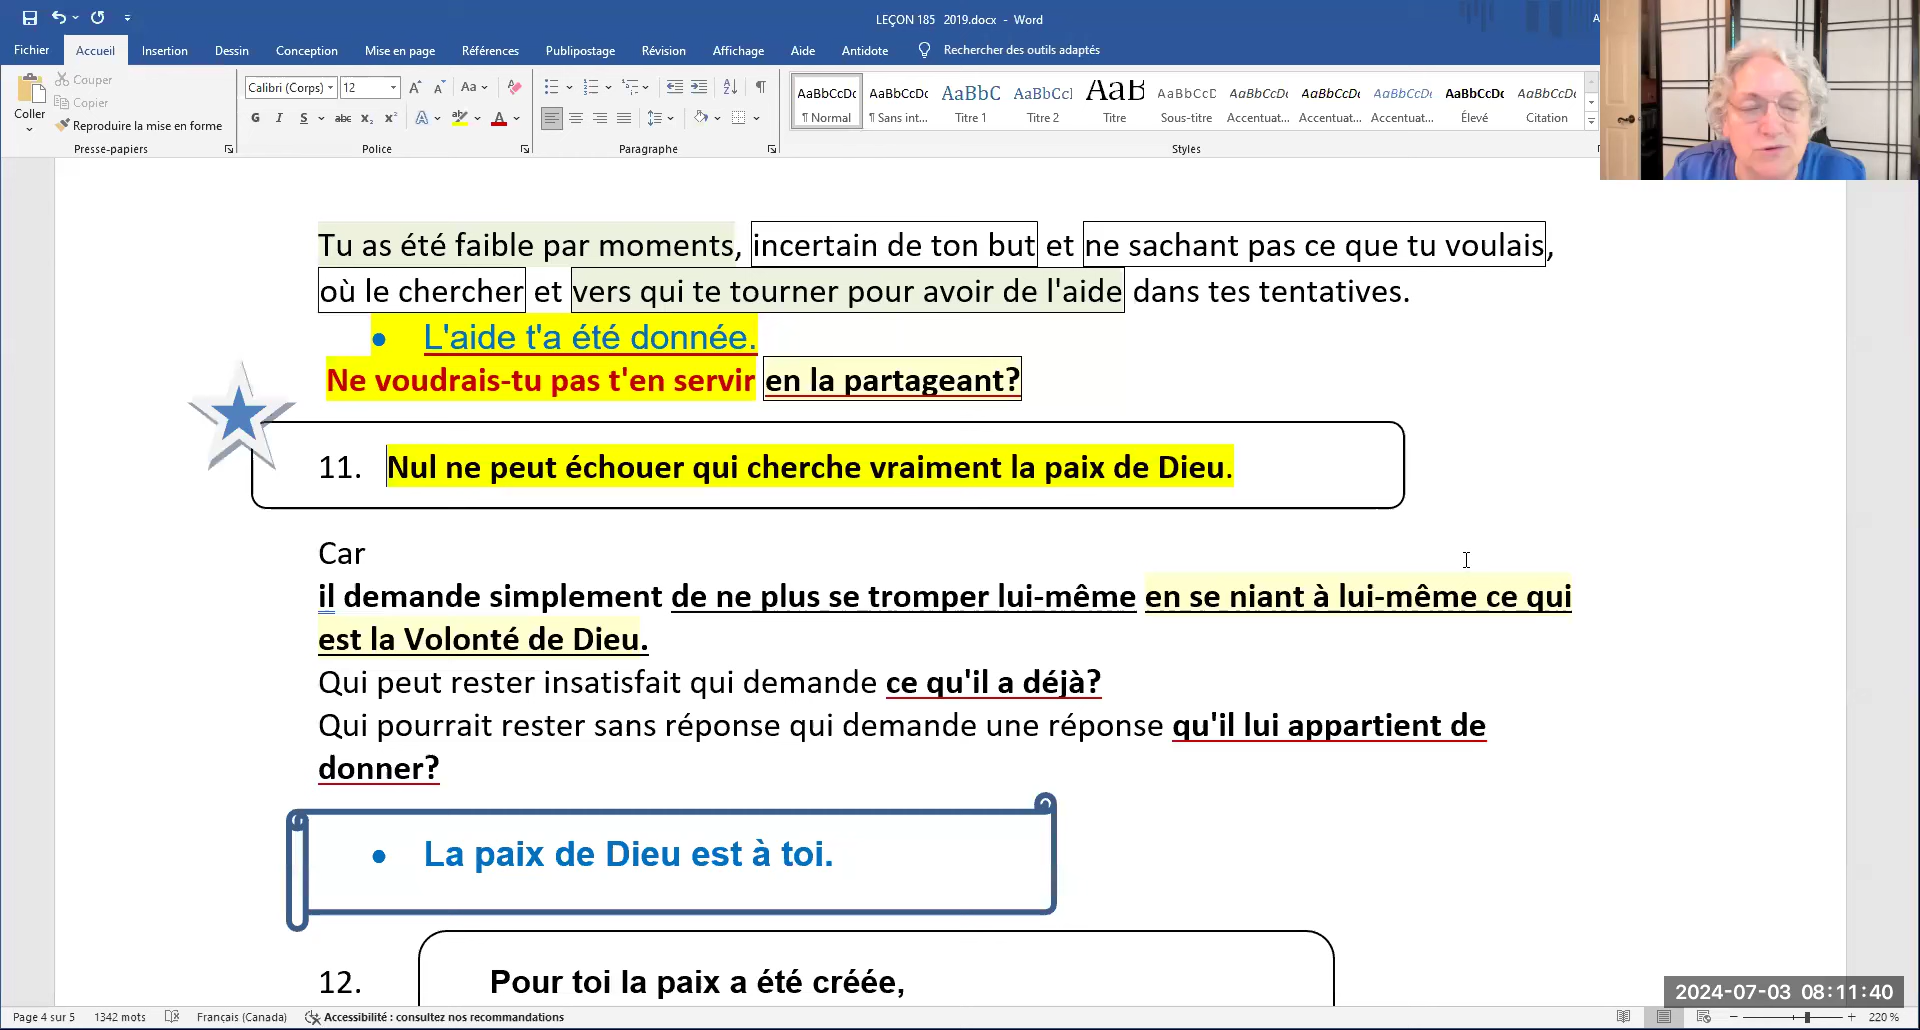 LEÇON 185 2019.docx - Word
A
Fichier Accueil Insertion Dessin Conception Mise en page Références Publipostage Révision Affichage Aide Antidote Rechercher des outils adaptés
Couper
Copier
Coller
Reproduire la mise en forme
Presse-papiers
Calibri (Corps) 12
G I S abc x₂ x²
Police
Paragraphe
AaBbCcDc AaBbCcDc AaBbC AaBbCcI AaB AaBbCcD AaBbCcDc AaBbCcDc AaBbCcDc AaBbCcDc AaBbCcDc
¶ Normal ¶ Sans int... Titre 1 Titre 2 Titre Sous-titre Accentuat... Accentuat... Accentuat... Élevé Citation
Styles
Tu as été faible par moments, incertain de ton but et ne sachant pas ce que tu voulais,
où le chercher et vers qui te tourner pour avoir de l'aide dans tes tentatives.
• L'aide t'a été donnée.
Ne voudrais-tu pas t'en servir en la partageant?
11. Nul ne peut échouer qui cherche vraiment la paix de Dieu.
Car
il demande simplement de ne plus se tromper lui-même en se niant à lui-même ce qui
est la Volonté de Dieu.
Qui peut rester insatisfait qui demande ce qu'il a déjà?
Qui pourrait rester sans réponse qui demande une réponse qu'il lui appartient de
donner?
• La paix de Dieu est à toi.
12. Pour toi la paix a été créée,
2024-07-03 08:11:40
Page 4 sur 5 1342 mots Français (Canada) Accessibilité : consultez nos recommandations 220 %